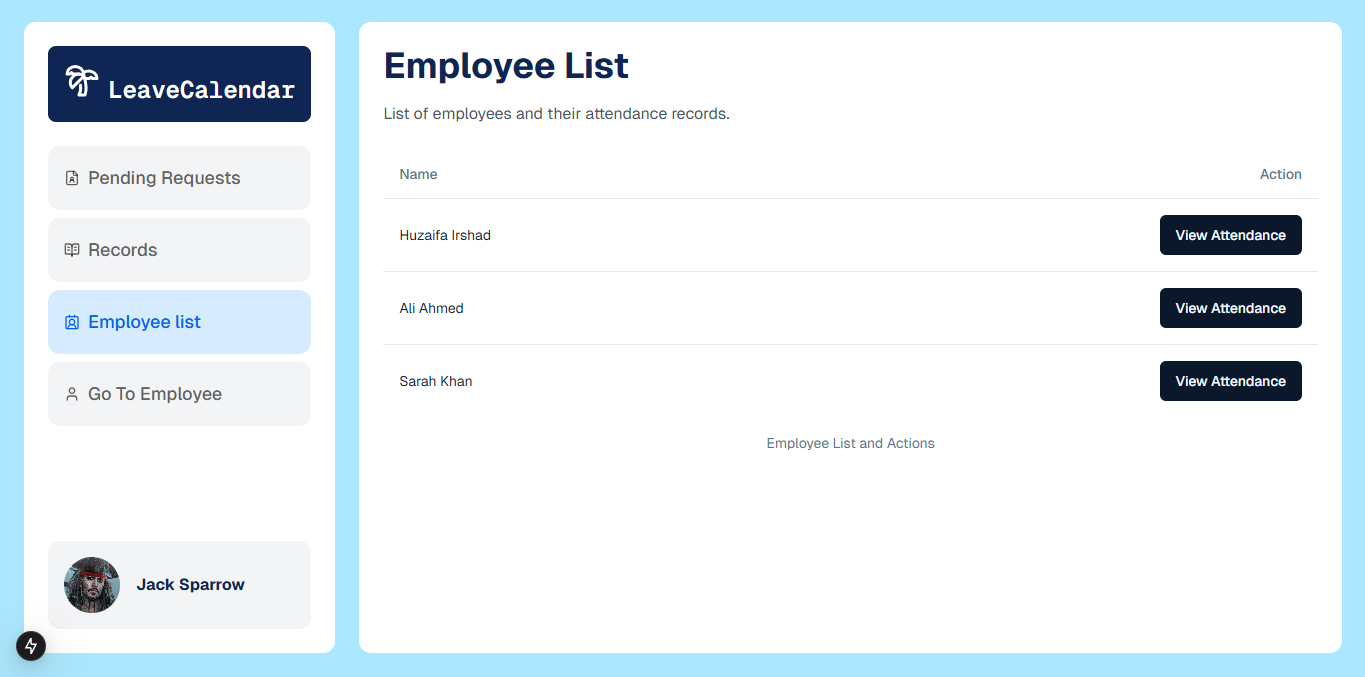 LeaveCalendar
Pending Requests
Records
Employee list
Go To Employee
Jack Sparrow
Employee List
List of employees and their attendance records.
Name Action
Huzaifa Irshad View Attendance
Ali Ahmed View Attendance
Sarah Khan View Attendance
Employee List and Actions